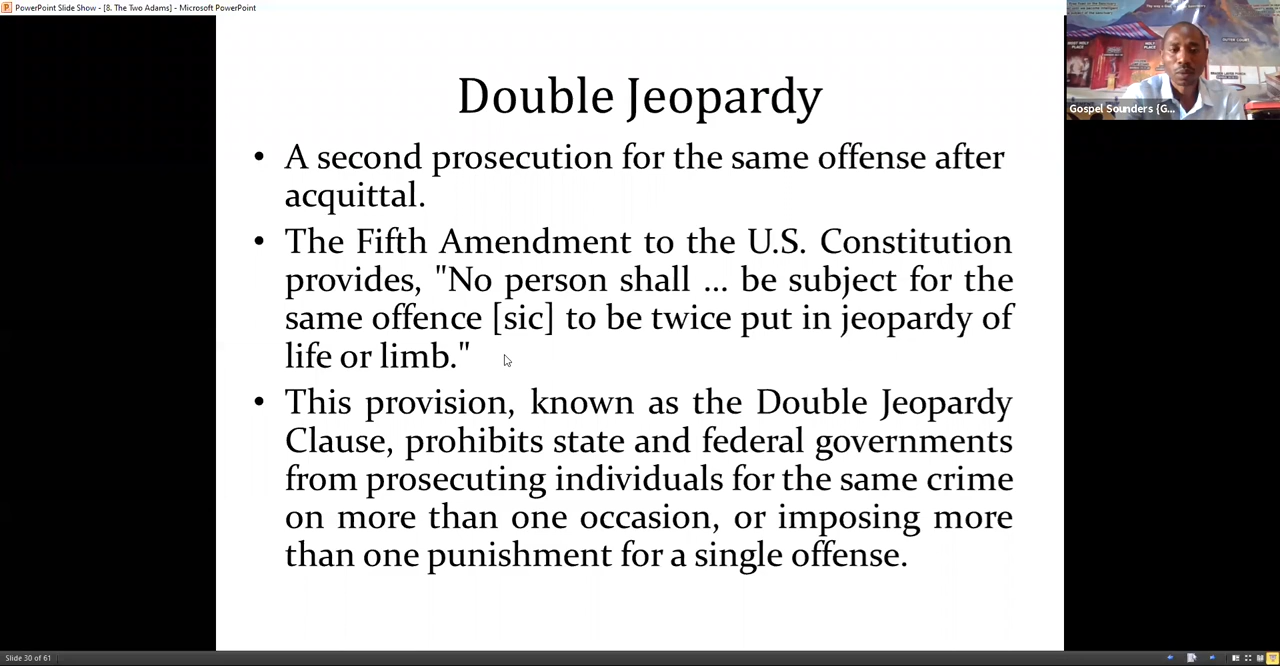 PowerPoint Slide Show - [8. The Two Adams] - Microsoft PowerPoint
Double Jeopardy
• A second prosecution for the same offense after
acquittal.
• The Fifth Amendment to the U.S. Constitution
provides, "No person shall ... be subject for the
same offence [sic] to be twice put in jeopardy of
life or limb."
• This provision, known as the Double Jeopardy
Clause, prohibits state and federal governments
from prosecuting individuals for the same crime
on more than one occasion, or imposing more
than one punishment for a single offense.
HOLY
PLACE
OUTER COURT
Gospel Sounders {G...
Slide 30 of 61